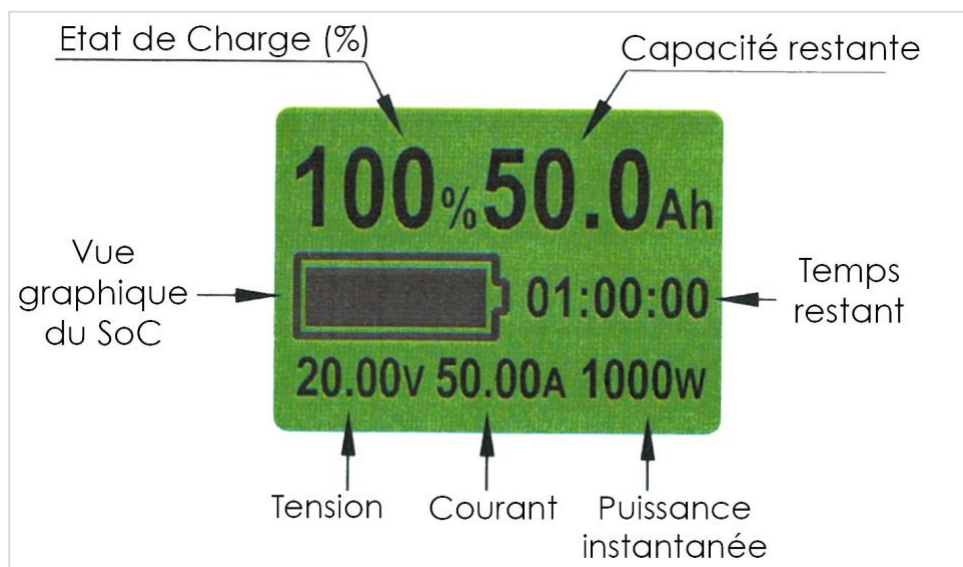 Etat de Charge (%)
Capacité restante
100% 50.0Ah
Vue
graphique
du SoC
01:00:00
Temps
restant
20.00V 50.00A 1000W
Tension
Courant
Puissance
instantanée